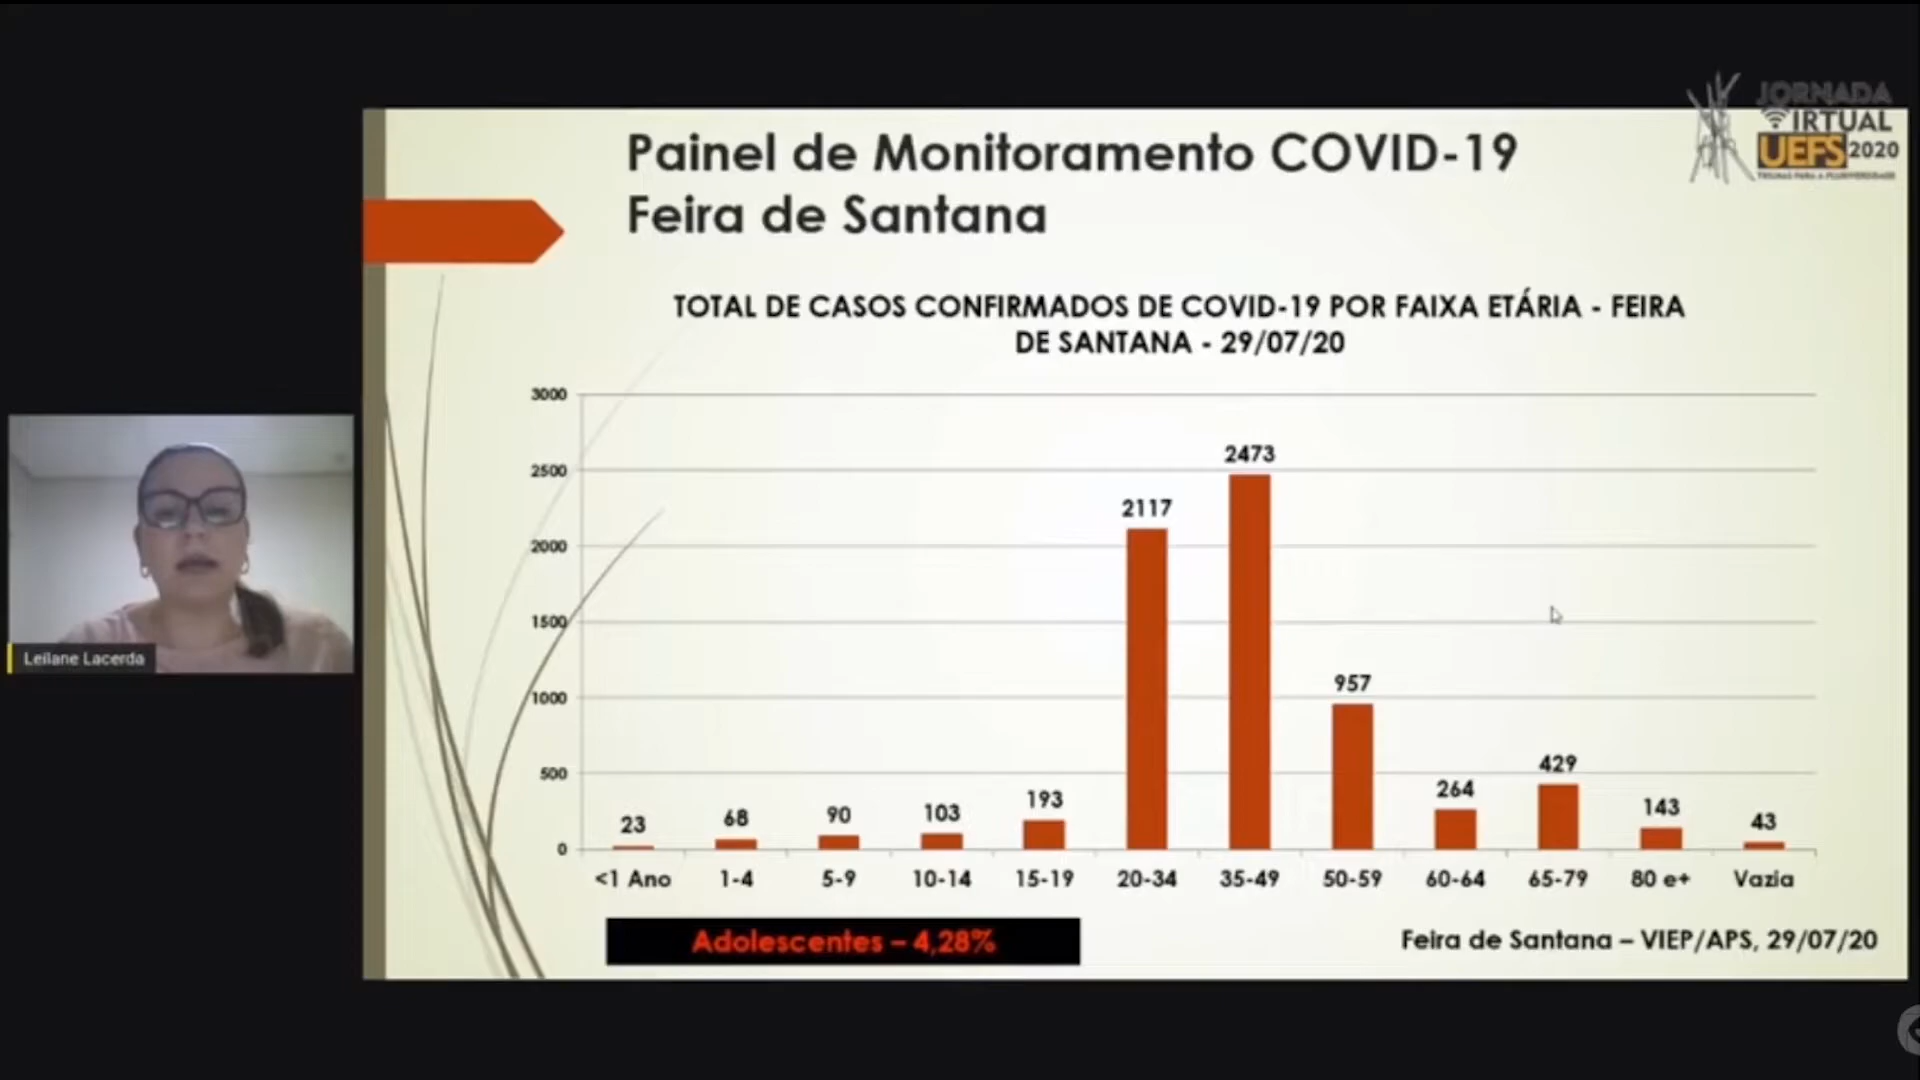 JORNADA
VIRTUAL
UEFS 2020
Painel de Monitoramento COVID-19
Feira de Santana
TOTAL DE CASOS CONFIRMADOS DE COVID-19 POR FAIXA ETÁRIA - FEIRA
DE SANTANA - 29/07/20
3000
2500
2000
1500
1000
500
0
23
68
90
103
193
2117
2473
957
264
429
143
43
<1 Ano
1-4
5-9
10-14
15-19
20-34
35-49
50-59
60-64
65-79
80 e+
Vazia
Adolescentes – 4,28%
Feira de Santana – VIEP/APS, 29/07/20
Leilane Lacerda